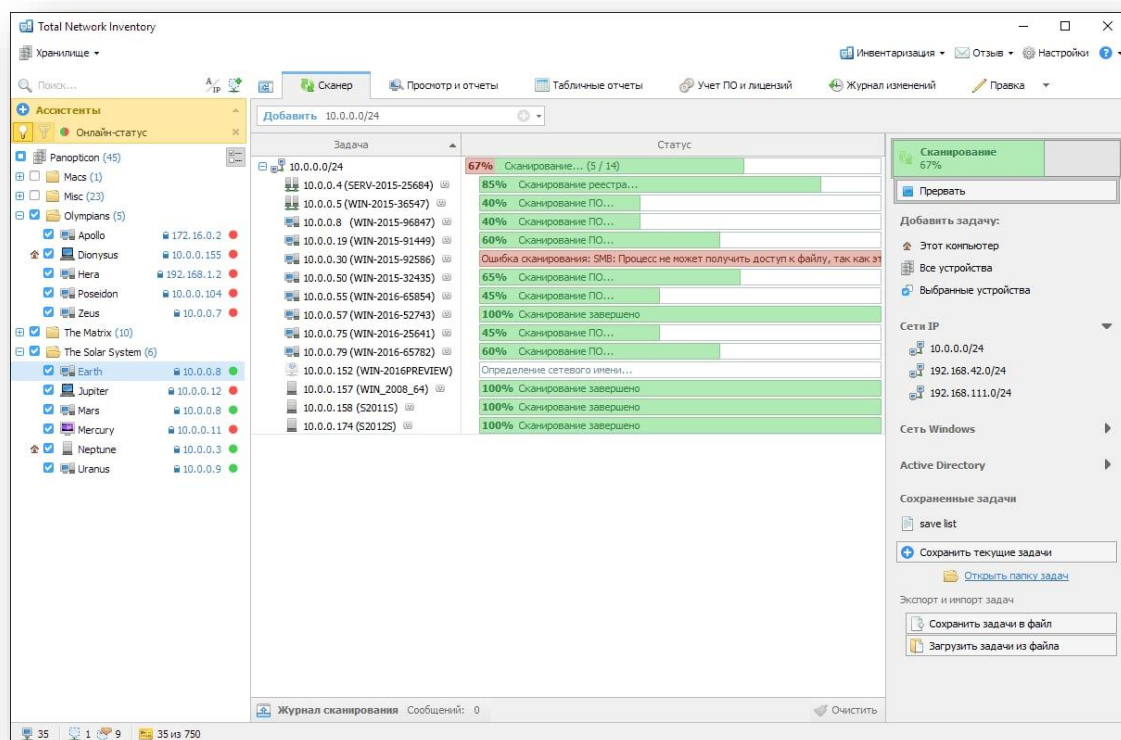 Total Network Inventory
Хранилище
Инвентаризация Отзыв Настройки
Поиск... A/IP
Сканер Просмотр и отчеты Табличные отчеты Учет ПО и лицензий Журнал изменений Правка
Ассистенты
Онлайн-статус
Panopticon (45)
Macs (1)
Misc (23)
Olympians (5)
Apollo 172.16.0.2
Dionysus 10.0.0.155
Hera 192.168.1.2
Poseidon 10.0.0.104
Zeus 10.0.0.7
The Matrix (10)
The Solar System (6)
Earth 10.0.0.8
Jupiter 10.0.0.12
Mars 10.0.0.8
Mercury 10.0.0.11
Neptune 10.0.0.3
Uranus 10.0.0.9
Добавить 10.0.0.0/24
Задача Статус
10.0.0.0/24 67% Сканирование... (5 / 14)
10.0.0.4 (SERV-2015-25684) 85% Сканирование реестра...
10.0.0.5 (WIN-2015-36547) 40% Сканирование ПО...
10.0.0.8 (WIN-2015-96847) 40% Сканирование ПО...
10.0.0.19 (WIN-2015-91449) 60% Сканирование ПО...
10.0.0.30 (WIN-2015-92586) Ошибка сканирования: SMB: Процесс не может получить доступ к файлу, так как эт
10.0.0.50 (WIN-2015-32435) 65% Сканирование ПО...
10.0.0.55 (WIN-2016-65854) 45% Сканирование ПО...
10.0.0.57 (WIN-2016-52743) 100% Сканирование завершено
10.0.0.75 (WIN-2016-25641) 45% Сканирование ПО...
10.0.0.79 (WIN-2016-65782) 60% Сканирование ПО...
10.0.0.152 (WIN-2016PREVIEW) Определение сетевого имени...
10.0.0.157 (WIN_2008_64) 100% Сканирование завершено
10.0.0.158 (S2011S) 100% Сканирование завершено
10.0.0.174 (S2012S) 100% Сканирование завершено
Сканирование
67%
Прервать
Добавить задачу:
Этот компьютер
Все устройства
Выбранные устройства
Сети IP
10.0.0.0/24
192.168.42.0/24
192.168.111.0/24
Сеть Windows
Active Directory
Сохраненные задачи
save list
Сохранить текущие задачи
Открыть папку задач
Экспорт и импорт задач
Сохранить задачи в файл
Загрузить задачи из файла
Журнал сканирования Сообщений: 0 Очистить
35 1 9 35 из 750